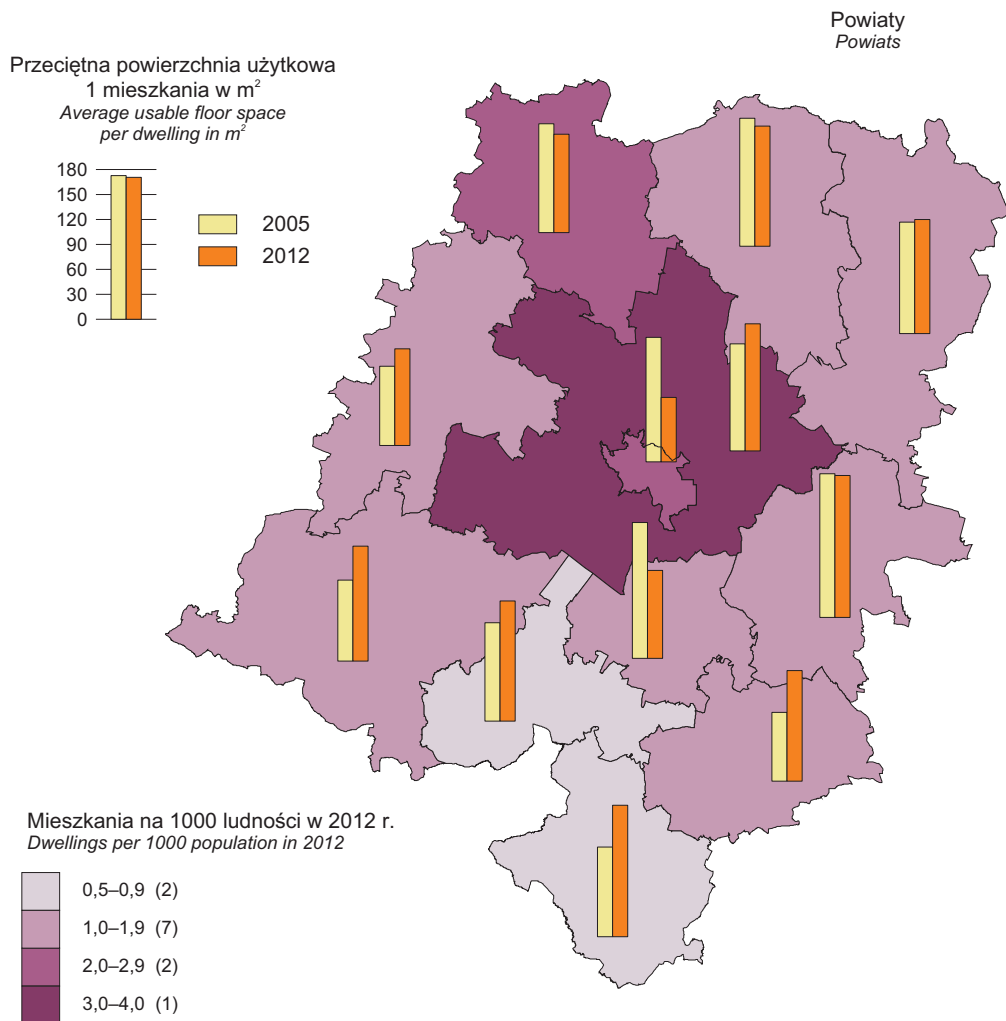 Powiaty
Powiats
Przeciętna powierzchnia użytkowa
1 mieszkania w m²
Average usable floor space
per dwelling in m²
180
150
120
90
60
30
0
2005
2012
Mieszkania na 1000 ludności w 2012 r.
Dwellings per 1000 population in 2012
0,5–0,9 (2)
1,0–1,9 (7)
2,0–2,9 (2)
3,0–4,0 (1)